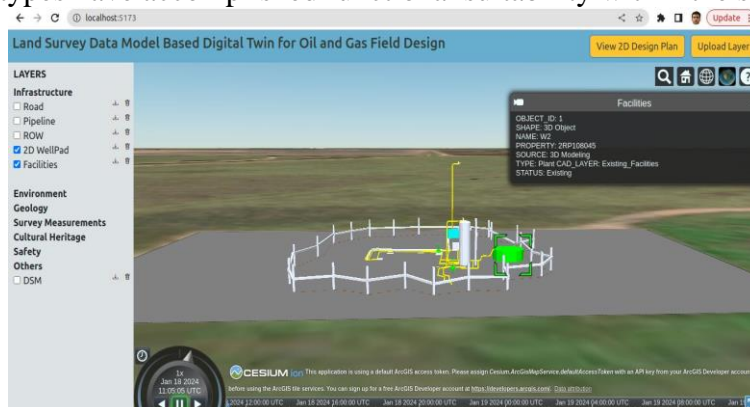 localhost:5173
Update
Land Survey Data Model Based Digital Twin for Oil and Gas Field Design
View 2D Design Plan
Upload Layer
LAYERS
Infrastructure
Road
Pipeline
ROW
2D WellPad
Facilities
Environment
Geology
Survey Measurements
Cultural Heritage
Safety
Others
DSM
Facilities
OBJECT_ID: 1
SHAPE: 3D Object
NAME: W2
PROPERTY: 2RP108045
SOURCE: 3D Modeling
TYPE: Plant CAD_LAYER: Existing_Facilities
STATUS: Existing
1x
Jan 18 2024
11:05:05 UTC
CESIUM ion This application is using a default ArcGIS access token. Please assign Cesium.ArcGisMapService.defaultAccessToken with an API key from your ArcGIS Developer account
before using the ArcGIS tile services. You can sign up for a free ArcGIS Developer account at https://developers.arcgis.com/. Data attribution
2024 12:00:00 UTC Jan 18 2024 16:00:00 UTC Jan 18 2024 20:00:00 UTC Jan 19 2024 00:00:00 UTC Jan 19 2024 04:00:00 UTC Jan 19 2024 08:00:00 UTC